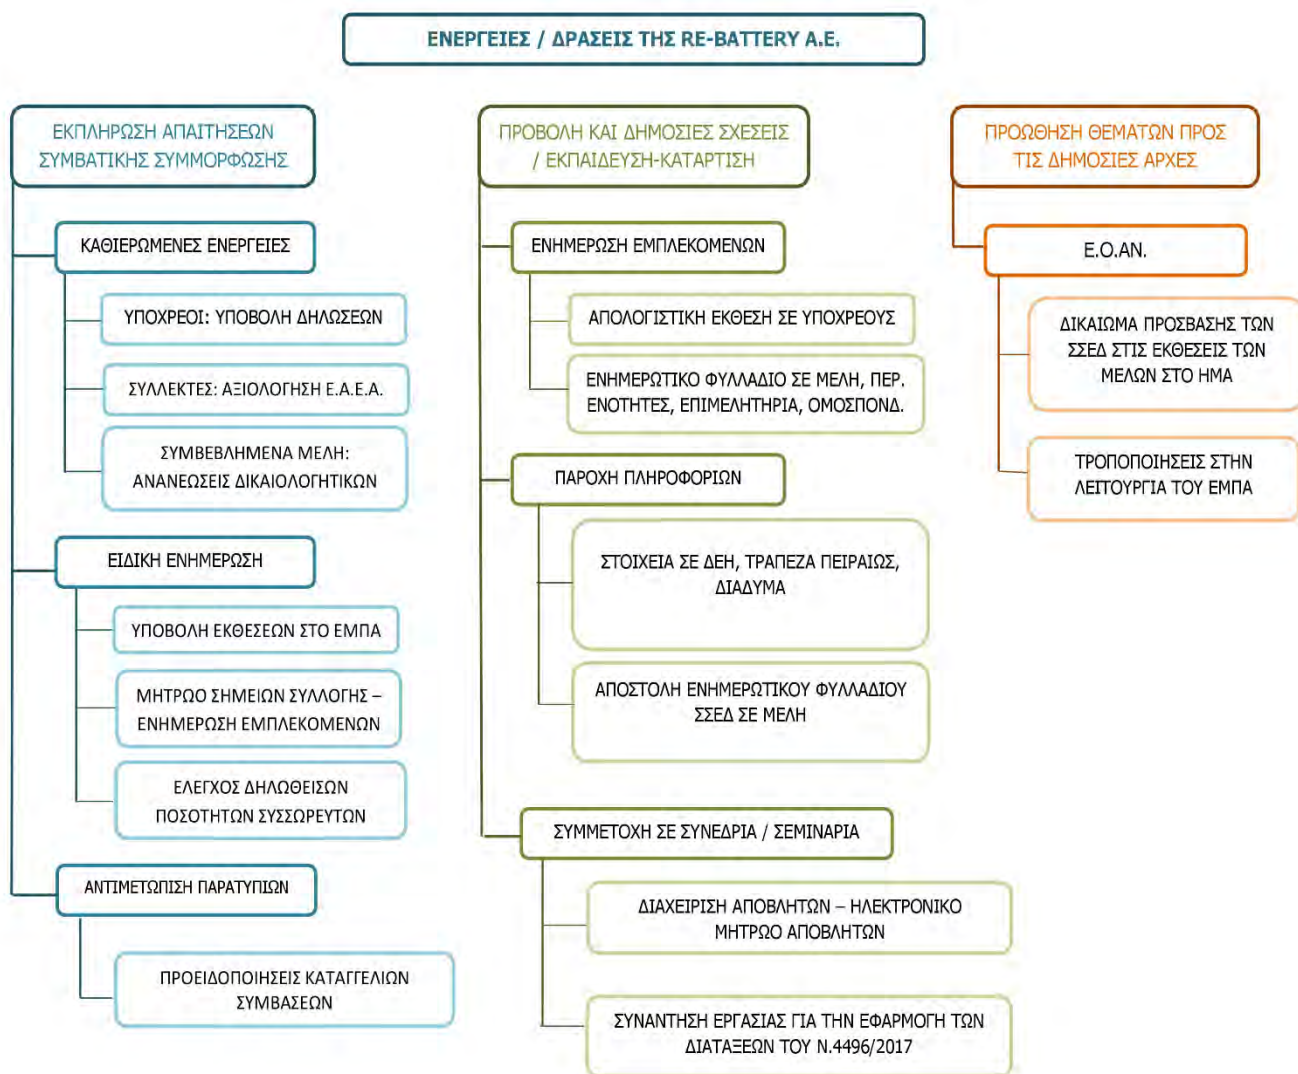 ΕΝΕΡΓΕΙΕΣ / ΔΡΑΣΕΙΣ ΤΗΣ RE-BATTERY Α.Ε.
ΕΚΠΛΗΡΩΣΗ ΑΠΑΙΤΗΣΕΩΝ
ΣΥΜΒΑΤΙΚΗΣ ΣΥΜΜΟΡΦΩΣΗΣ
ΚΑΘΙΕΡΩΜΕΝΕΣ ΕΝΕΡΓΕΙΕΣ
ΥΠΟΧΡΕΟΙ: ΥΠΟΒΟΛΗ ΔΗΛΩΣΕΩΝ
ΣΥΛΛΕΚΤΕΣ: ΑΞΙΟΛΟΓΗΣΗ Ε.Α.Ε.Α.
ΣΥΜΒΕΒΛΗΜΕΝΑ ΜΕΛΗ:
ΑΝΑΝΕΩΣΕΙΣ ΔΙΚΑΙΟΛΟΓΗΤΙΚΩΝ
ΕΙΔΙΚΗ ΕΝΗΜΕΡΩΣΗ
ΥΠΟΒΟΛΗ ΕΚΘΕΣΕΩΝ ΣΤΟ ΕΜΠΑ
ΜΗΤΡΩΟ ΣΗΜΕΙΩΝ ΣΥΛΛΟΓΗΣ –
ΕΝΗΜΕΡΩΣΗ ΕΜΠΛΕΚΟΜΕΝΩΝ
ΕΛΕΓΧΟΣ ΔΗΛΩΘΕΙΣΩΝ
ΠΟΣΟΤΗΤΩΝ ΣΥΣΣΩΡΕΥΤΩΝ
ΑΝΤΙΜΕΤΩΠΙΣΗ ΠΑΡΑΤΥΠΙΩΝ
ΠΡΟΕΙΔΟΠΟΙΗΣΕΙΣ ΚΑΤΑΓΓΕΛΙΩΝ
ΣΥΜΒΑΣΕΩΝ
ΠΡΟΒΟΛΗ ΚΑΙ ΔΗΜΟΣΙΕΣ ΣΧΕΣΕΙΣ
/ ΕΚΠΑΙΔΕΥΣΗ-ΚΑΤΑΡΤΙΣΗ
ΕΝΗΜΕΡΩΣΗ ΕΜΠΛΕΚΟΜΕΝΩΝ
ΑΠΟΛΟΓΙΣΤΙΚΗ ΕΚΘΕΣΗ ΣΕ ΥΠΟΧΡΕΟΥΣ
ΕΝΗΜΕΡΩΤΙΚΟ ΦΥΛΛΑΔΙΟ ΣΕ ΜΕΛΗ, ΠΕΡ.
ΕΝΟΤΗΤΕΣ, ΕΠΙΜΕΛΗΤΗΡΙΑ, ΟΜΟΣΠΟΝΔ.
ΠΑΡΟΧΗ ΠΛΗΡΟΦΟΡΙΩΝ
ΣΤΟΙΧΕΙΑ ΣΕ ΔΕΗ, ΤΡΑΠΕΖΑ ΠΕΙΡΑΙΩΣ,
ΔΙΑΔΥΜΑ
ΑΠΟΣΤΟΛΗ ΕΝΗΜΕΡΩΤΙΚΟΥ ΦΥΛΛΑΔΙΟΥ
ΣΣΕΔ ΣΕ ΜΕΛΗ
ΣΥΜΜΕΤΟΧΗ ΣΕ ΣΥΝΕΔΡΙΑ / ΣΕΜΙΝΑΡΙΑ
ΔΙΑΧΕΙΡΙΣΗ ΑΠΟΒΛΗΤΩΝ – ΗΛΕΚΤΡΟΝΙΚΟ
ΜΗΤΡΩΟ ΑΠΟΒΛΗΤΩΝ
ΣΥΝΑΝΤΗΣΗ ΕΡΓΑΣΙΑΣ ΓΙΑ ΤΗΝ ΕΦΑΡΜΟΓΗ ΤΩΝ
ΔΙΑΤΑΞΕΩΝ ΤΟΥ Ν.4496/2017
ΠΡΟΩΘΗΣΗ ΘΕΜΑΤΩΝ ΠΡΟΣ
ΤΙΣ ΔΗΜΟΣΙΕΣ ΑΡΧΕΣ
Ε.Ο.ΑΝ.
ΔΙΚΑΙΩΜΑ ΠΡΟΣΒΑΣΗΣ ΤΩΝ
ΣΣΕΔ ΣΤΙΣ ΕΚΘΕΣΕΙΣ ΤΩΝ
ΜΕΛΩΝ ΣΤΟ ΗΜΑ
ΤΡΟΠΟΠΟΙΗΣΕΙΣ ΣΤΗΝ
ΛΕΙΤΟΥΡΓΙΑ ΤΟΥ ΕΜΠΑ